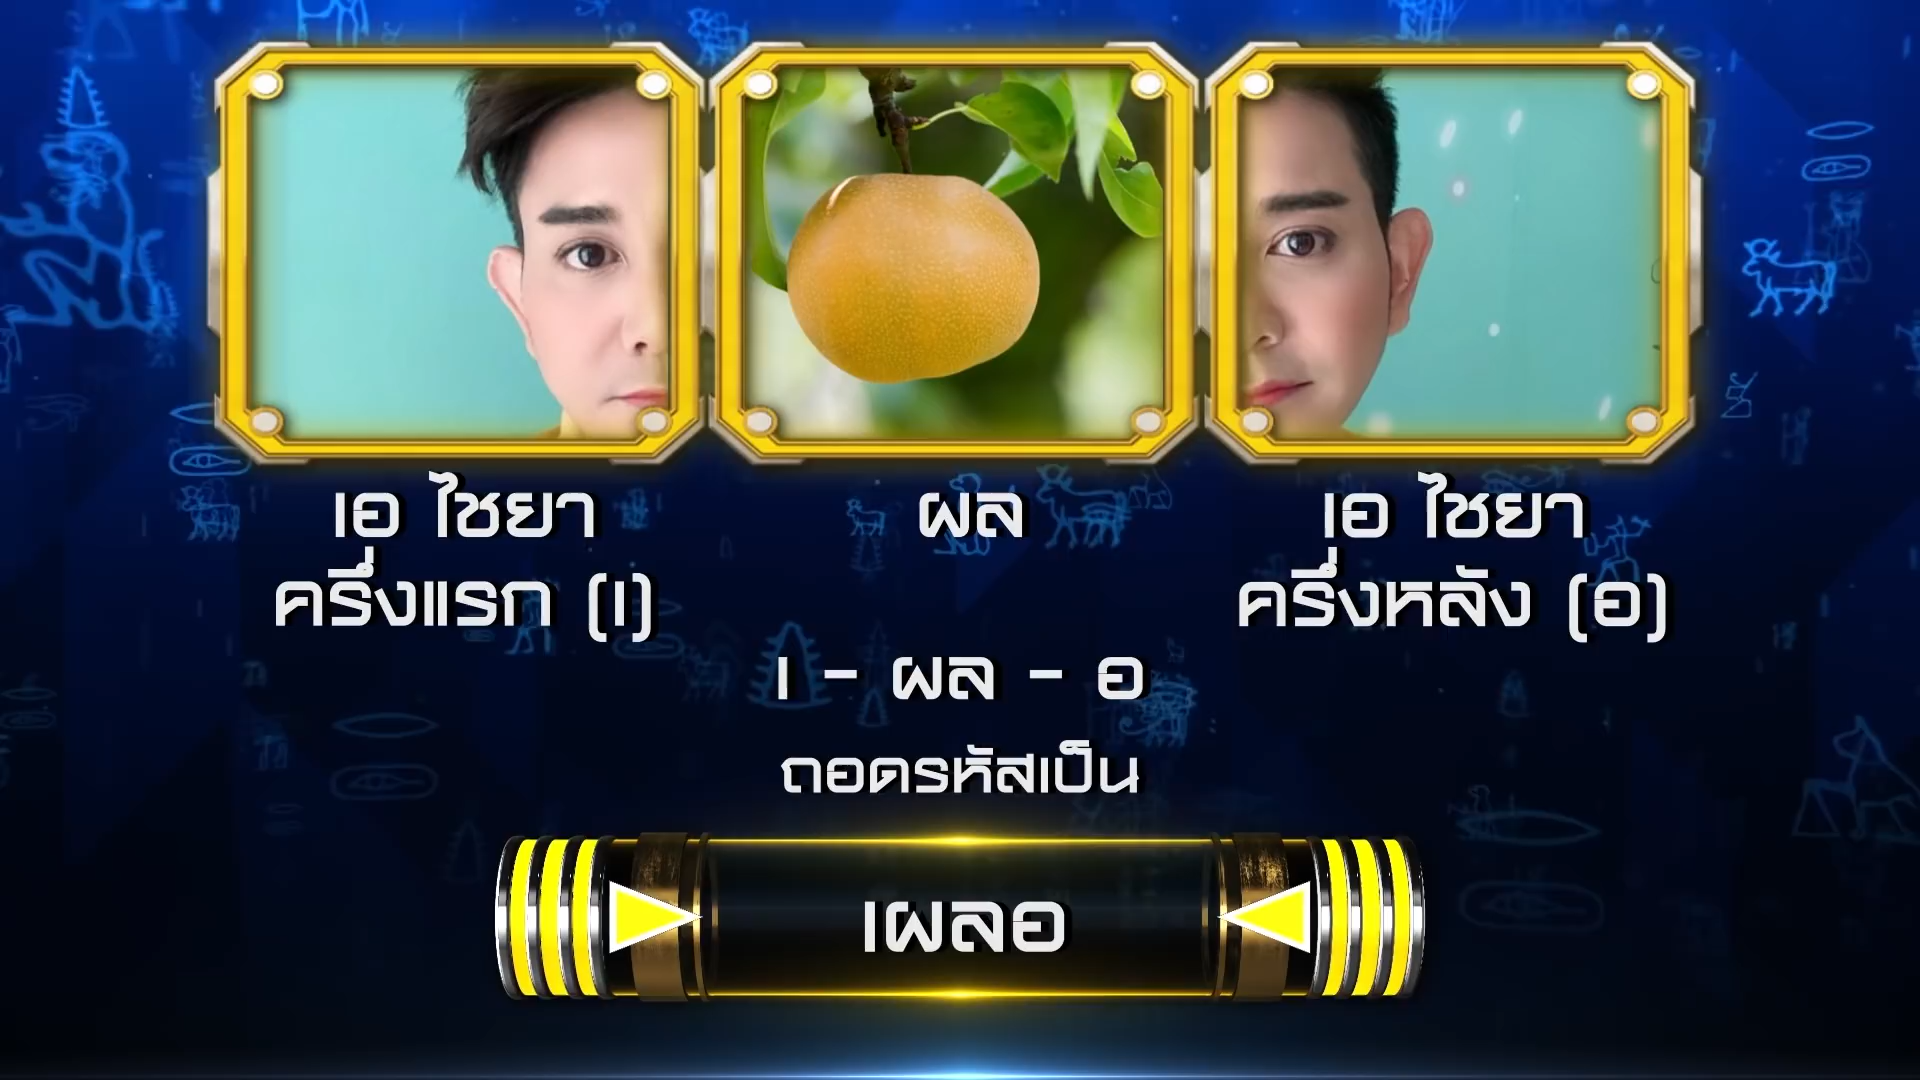 เอ ไชยา
ครึ่งแรก (เ)
ผล
เอ ไชยา
ครึ่งหลัง (อ)
เ - ผล - อ
ถอดรหัสเป็น
เผลอ